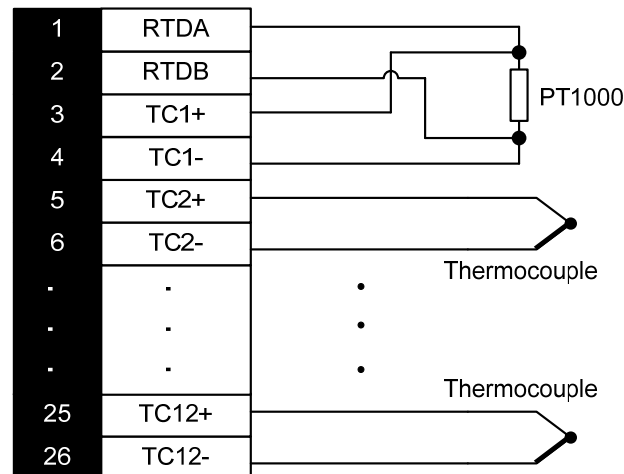 1 RTDA
2 RTDB
PT1000
3 TC1+
4 TC1-
5 TC2+
6 TC2-
Thermocouple
Thermocouple
25 TC12+
26 TC12-